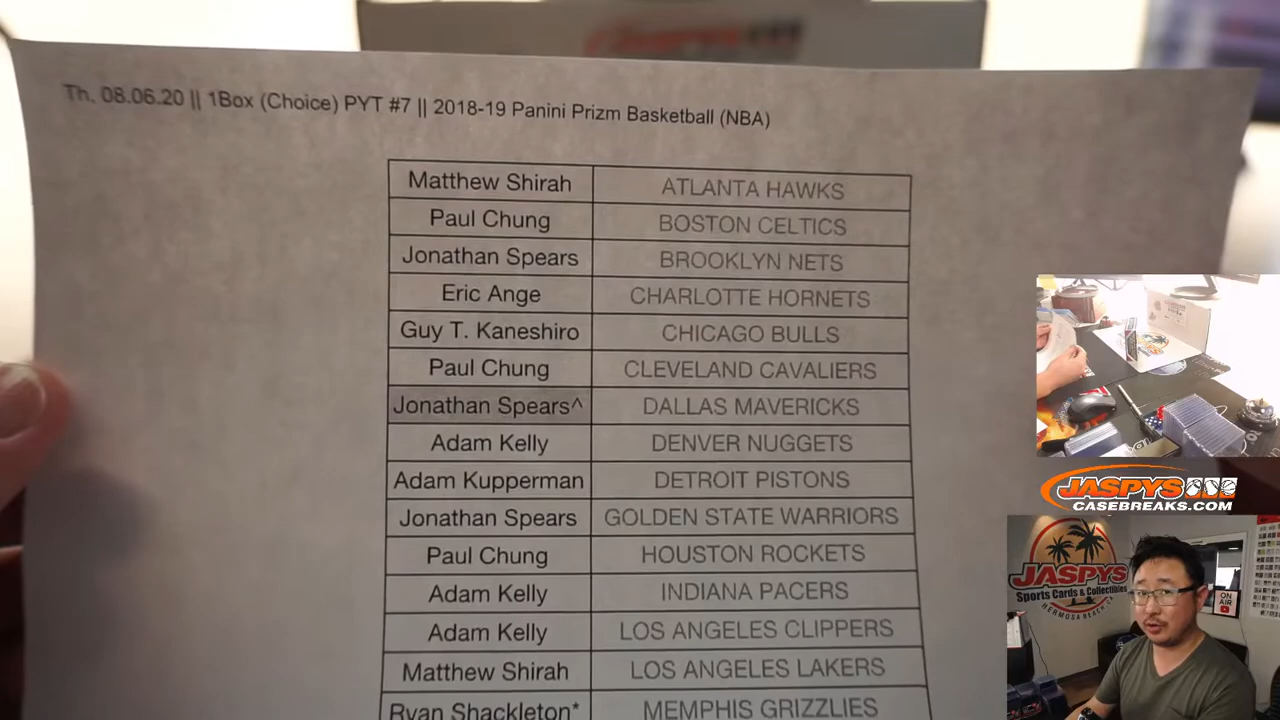 Th, 08.06.20 || 1Box (Choice) PYT #7 || 2018-19 Panini Prizm Basketball (NBA)
Matthew Shirah ATLANTA HAWKS
Paul Chung BOSTON CELTICS
Jonathan Spears BROOKLYN NETS
Eric Ange CHARLOTTE HORNETS
Guy T. Kaneshiro CHICAGO BULLS
Paul Chung CLEVELAND CAVALIERS
Jonathan Spears^ DALLAS MAVERICKS
Adam Kelly DENVER NUGGETS
Adam Kupperman DETROIT PISTONS
Jonathan Spears GOLDEN STATE WARRIORS
Paul Chung HOUSTON ROCKETS
Adam Kelly INDIANA PACERS
Adam Kelly LOS ANGELES CLIPPERS
Matthew Shirah LOS ANGELES LAKERS
Ryan Shackleton* MEMPHIS GRIZZLIES
JASPYS
JASPYS
CASEBREAKS.COM
JASPYS
Sports Cards & Collectibles
HERMOSA BEACH, CA
ON AIR